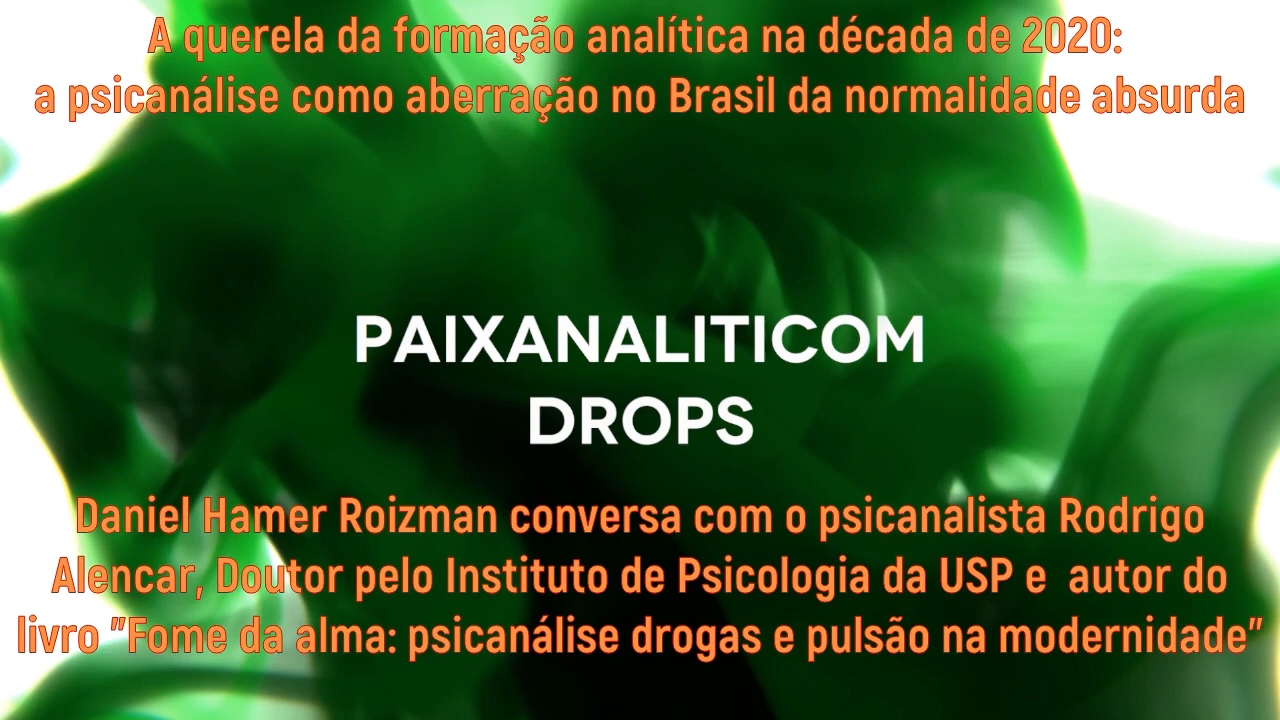 A querela da formação analítica na década de 2020:
a psicanálise como aberração no Brasil da normalidade absurda
PAIXANALITICOM
DROPS
Daniel Hamer Roizman conversa com o psicanalista Rodrigo
Alencar, Doutor pelo Instituto de Psicologia da USP e  autor do
livro "Fome da alma: psicanálise drogas e pulsão na modernidade"